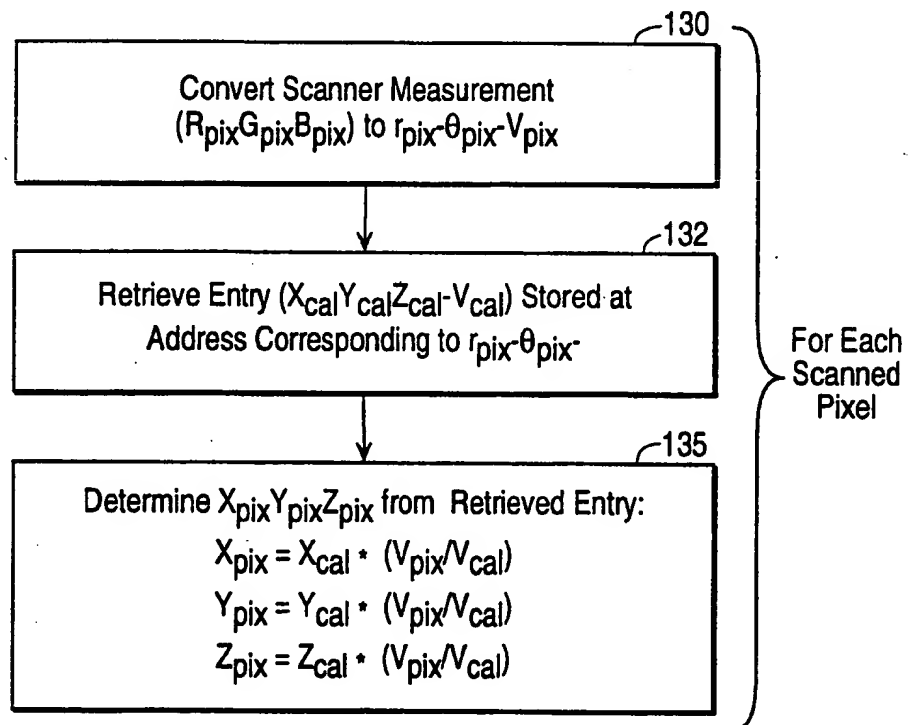 130
Convert Scanner Measurement
(RpixGpixBpix) to rpix-θpix-Vpix
132
Retrieve Entry (XcalYcalZcal-Vcal) Stored at
Address Corresponding to rpix-θpix-
For Each
Scanned
Pixel
135
Determine XpixYpixZpix from Retrieved Entry:
Xpix = Xcal * (Vpix/Vcal)
Ypix = Ycal * (Vpix/Vcal)
Zpix = Zcal * (Vpix/Vcal)